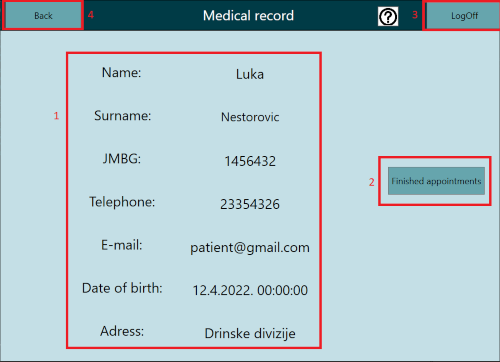 Back 4 Medical record ? 3 LogOff
1
Name: Luka
Surname: Nestorovic
JMBG: 1456432
2 Finished appointments
Telephone: 23354326
E-mail: patient@gmail.com
Date of birth: 12.4.2022. 00:00:00
Adress: Drinske divizije